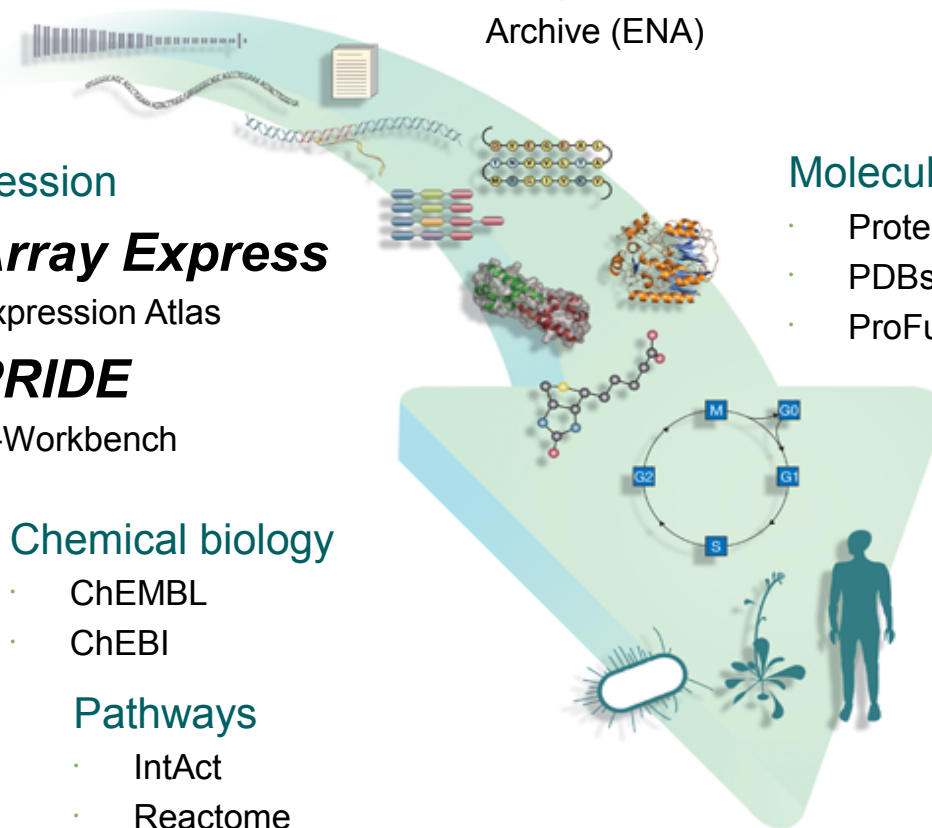 Archive (ENA)
ession
rray Express
xpression Atlas
PRIDE
-Workbench
Molecul
Prote
PDBs
ProFu
M
G0
G2
G1
S
Chemical biology
· ChEMBL
· ChEBI
Pathways
· IntAct
· Reactome